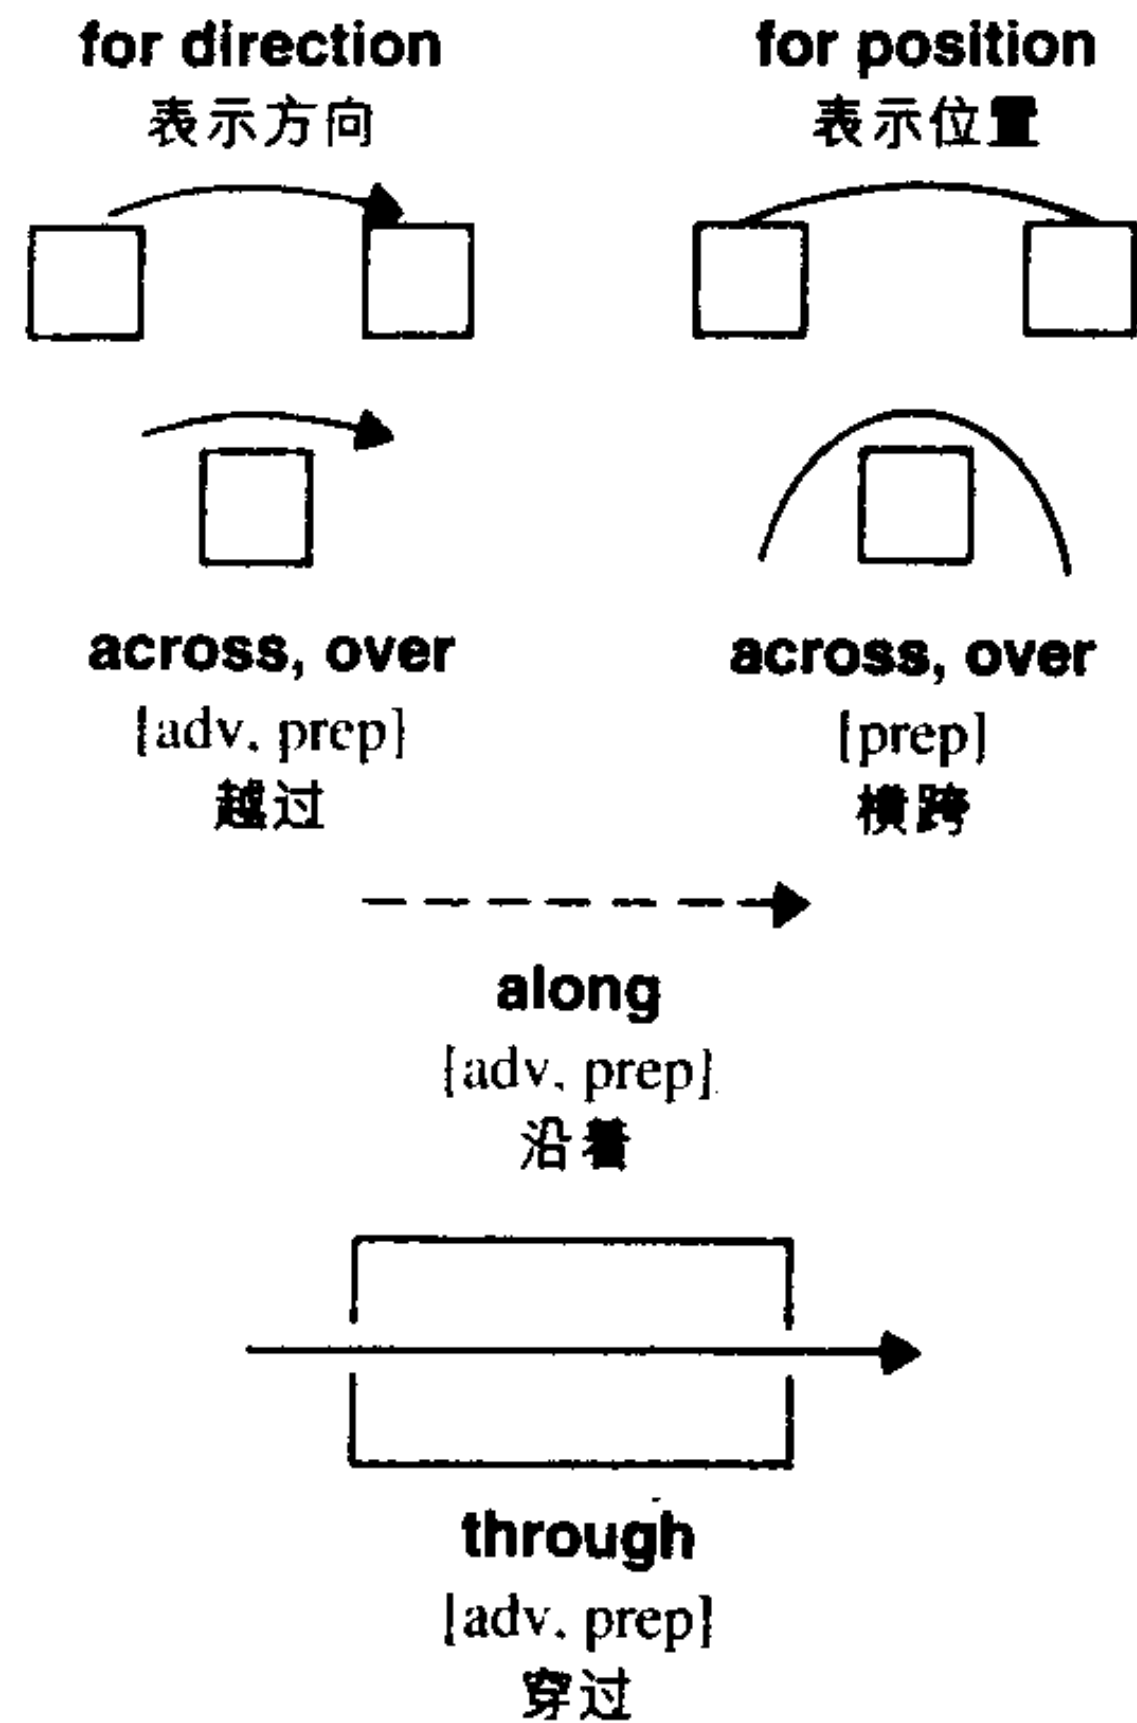 for direction
表示方向
for position
表示位置
across, over
[adv, prep]
越过
across, over
[prep]
横跨
along
[adv, prep]
沿着
through
[adv, prep]
穿过